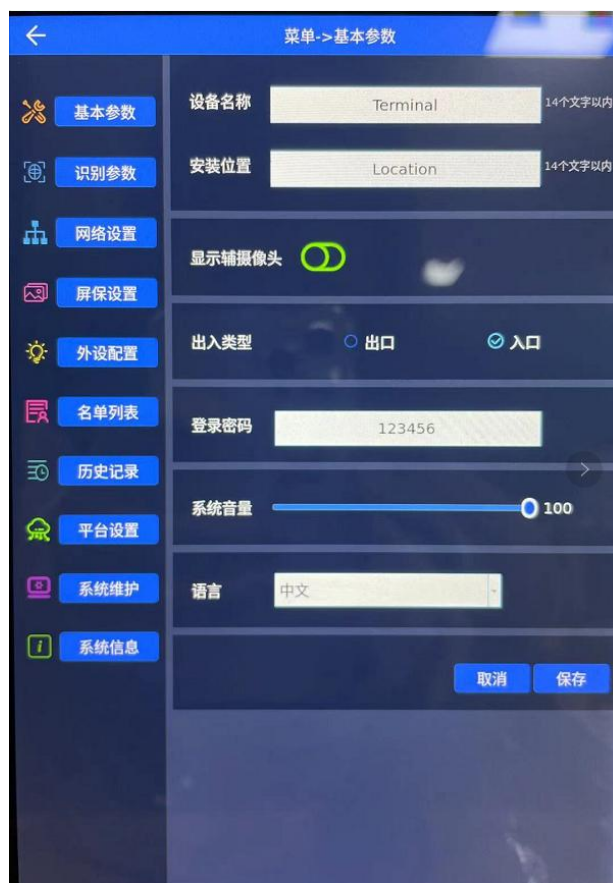 菜单->基本参数
基本参数
识别参数
网络设置
屏保设置
外设配置
名单列表
历史记录
平台设置
系统维护
系统信息
设备名称 Terminal 14个文字以内
安装位置 Location 14个文字以内
显示辅摄像头
出入类型 出口 入口
登录密码 123456
系统音量 100
语言 中文
取消 保存